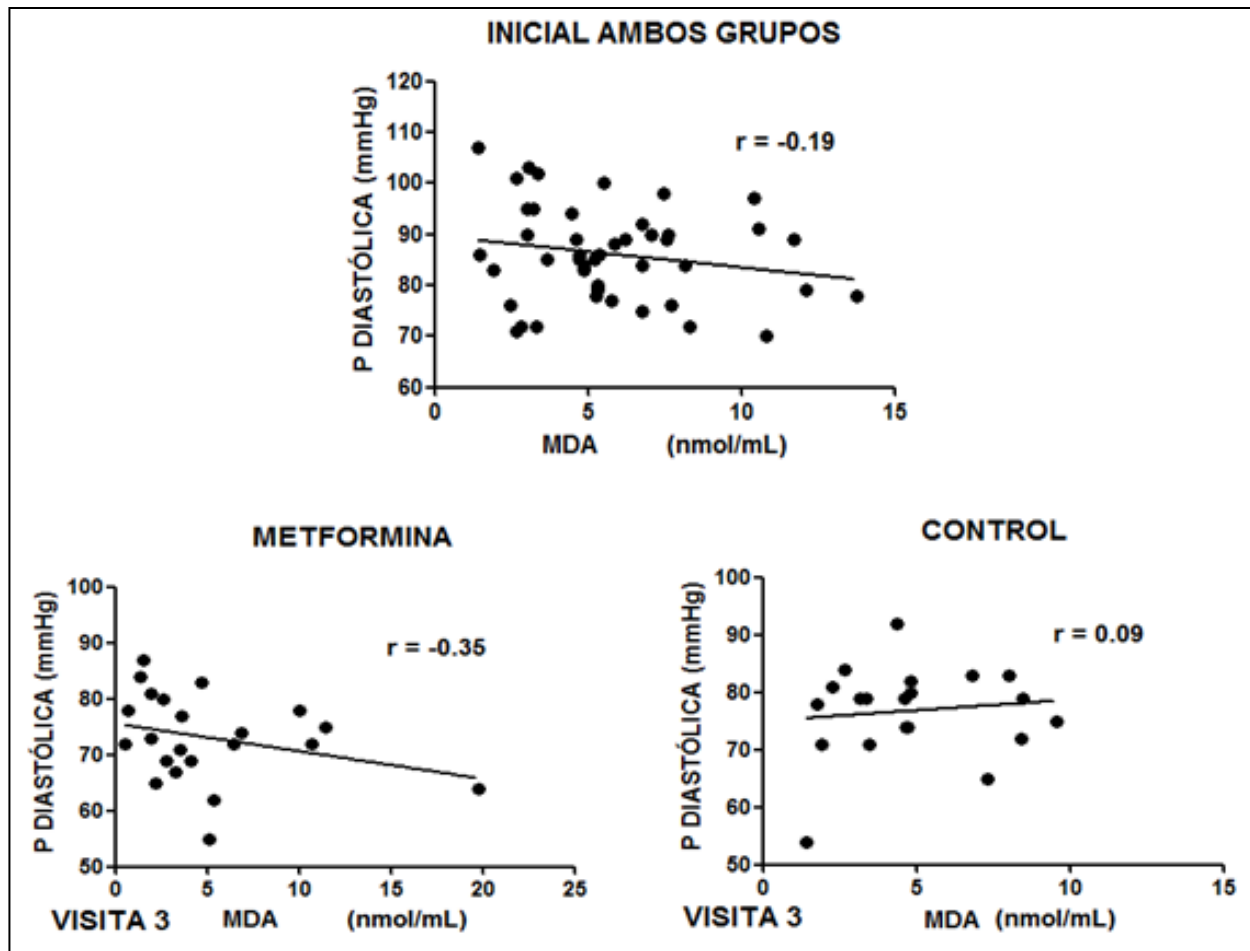 INICIAL AMBOS GRUPOS
P DIASTÓLICA (mmHg)
120
110
100
90
80
70
60
r = -0.19
0 5 10 15
MDA (nmol/mL)
METFORMINA
P DIASTÓLICA (mmHg)
100
90
80
70
60
50
r = -0.35
0 5 10 15 20 25
VISITA 3 MDA (nmol/mL)
CONTROL
P DIASTÓLICA (mmHg)
100
90
80
70
60
50
r = 0.09
0 5 10 15
VISITA 3 MDA (nmol/mL)